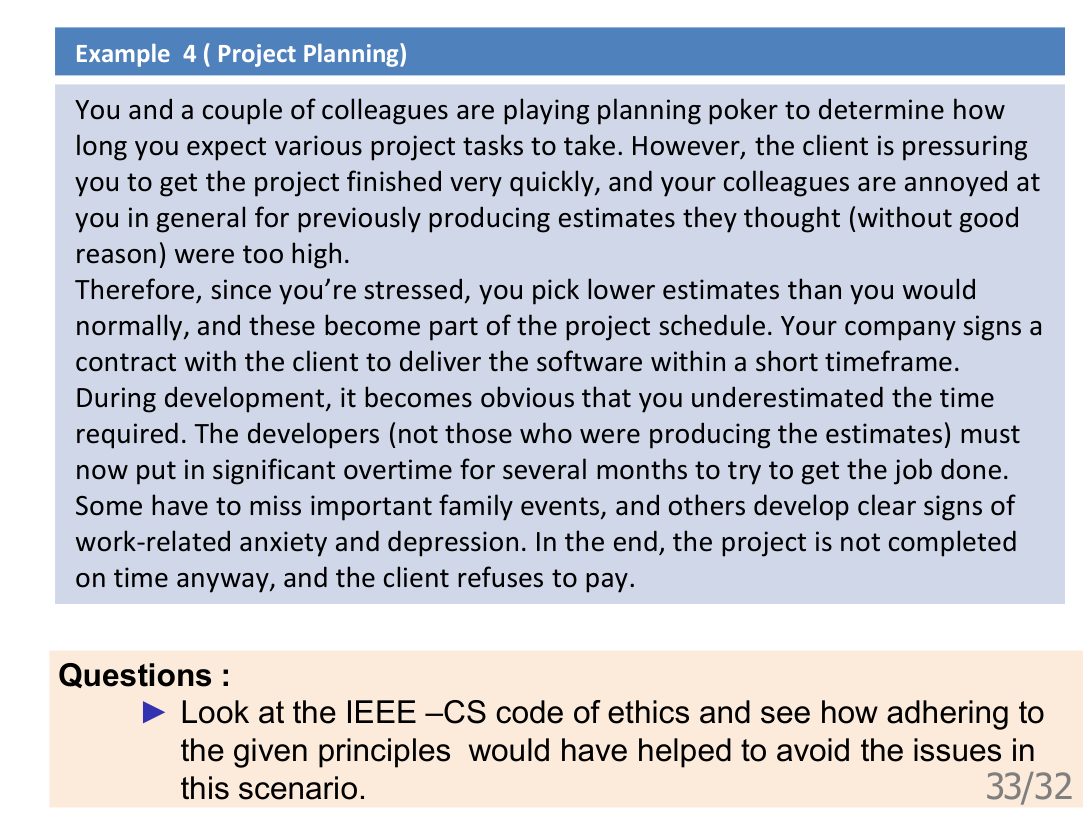 Example  4 ( Project Planning)
You and a couple of colleagues are playing planning poker to determine how
long you expect various project tasks to take. However, the client is pressuring
you to get the project finished very quickly, and your colleagues are annoyed at
you in general for previously producing estimates they thought (without good
reason) were too high.
Therefore, since you’re stressed, you pick lower estimates than you would
normally, and these become part of the project schedule. Your company signs a
contract with the client to deliver the software within a short timeframe.
During development, it becomes obvious that you underestimated the time
required. The developers (not those who were producing the estimates) must
now put in significant overtime for several months to try to get the job done.
Some have to miss important family events, and others develop clear signs of
work-related anxiety and depression. In the end, the project is not completed
on time anyway, and the client refuses to pay.
Questions :
► Look at the IEEE –CS code of ethics and see how adhering to
the given principles  would have helped to avoid the issues in
this scenario.
33/32